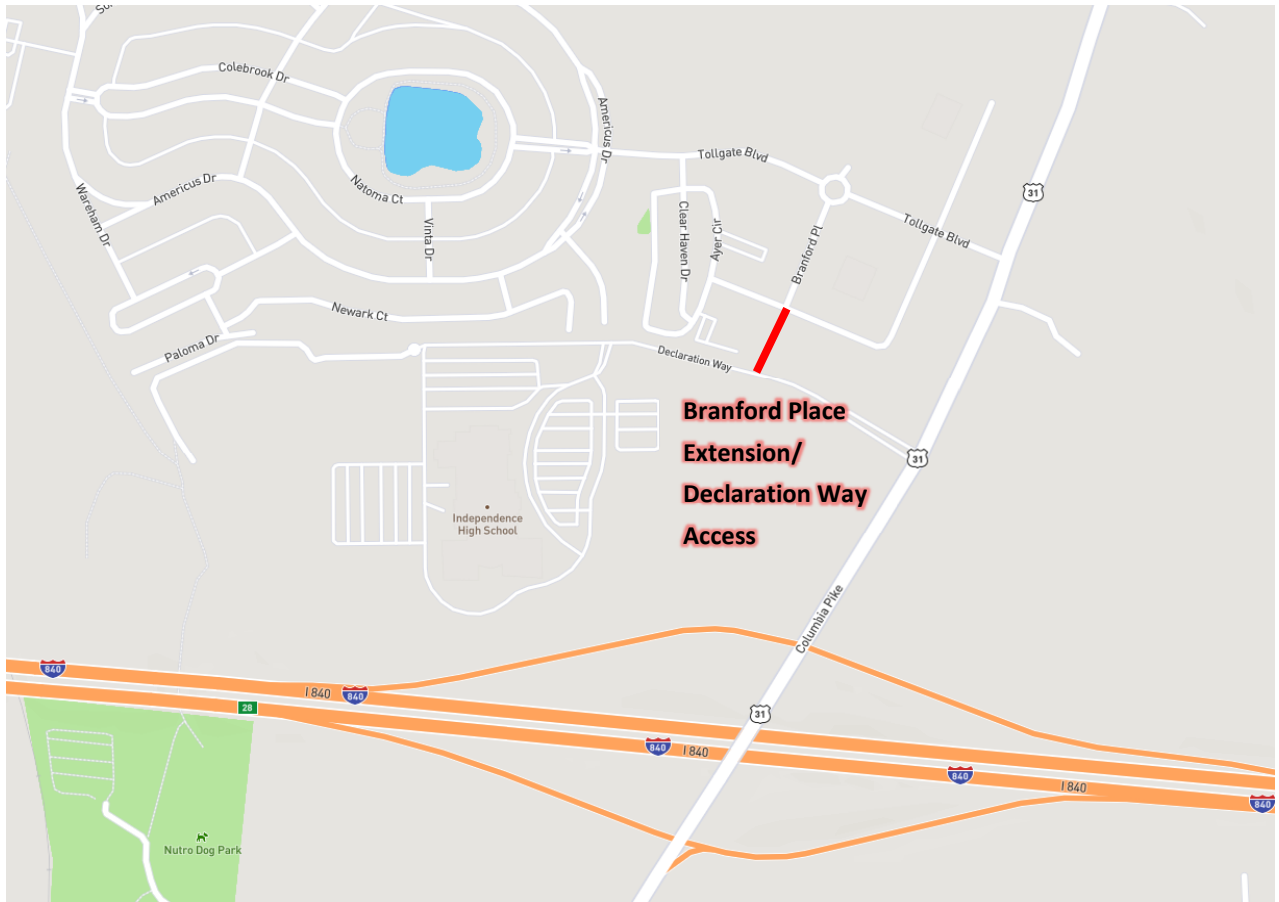 Colebrook Dr
Americus Dr
Tollgate Blvd
31
Wareham Dr
Americus Dr
Natoma Ct
Vinta Dr
Clear Haven Dr
Ayer Cir
Branford Pl
Tollgate Blvd
Newark Ct
Paloma Dr
Declaration Way
Branford Place
Extension/
Declaration Way
Access
31
Independence
High School
Columbia Pike
840
I 840
840
28
31
840
I 840
840
I 840
840
Nutro Dog Park